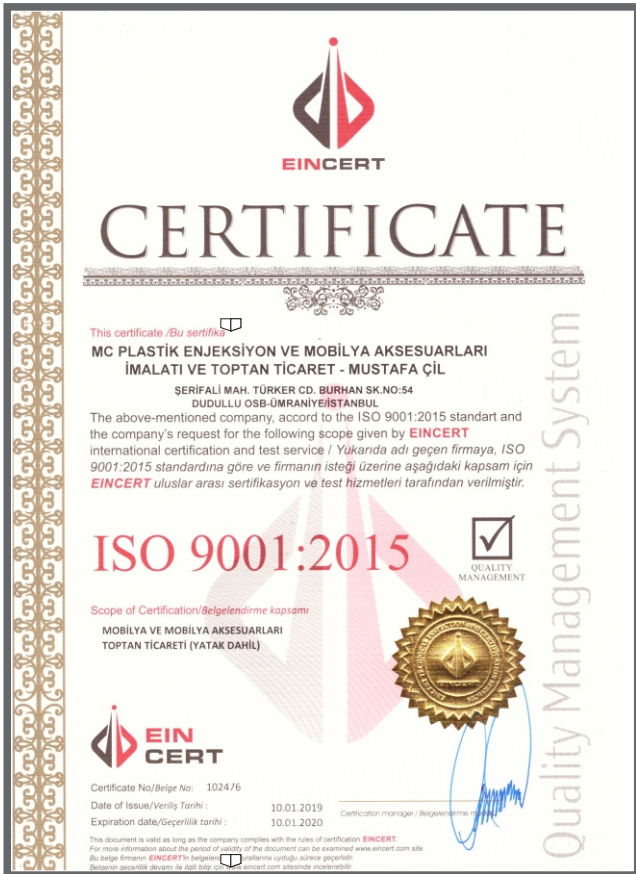 EINCERT
CERTIFICATE
This certificate /Bu sertifika
MC PLASTİK ENJEKSİYON VE MOBİLYA AKSESUARLARI
İMALATI VE TOPTAN TİCARET - MUSTAFA ÇİL
ŞERİFALİ MAH. TÜRKER CD. BURHAN SK.NO:54
DUDULLU OSB-ÜMRANİYE/İSTANBUL
The above-mentioned company, accord to the ISO 9001:2015 standart and
the company's request for the following scope given by EINCERT
international certification and test service / Yukarıda adı geçen firmaya, ISO
9001:2015 standardına göre ve firmanın isteği üzerine aşağıdaki kapsam için
EINCERT uluslar arası sertifikasyon ve test hizmetleri tarafından verilmiştir.
ISO 9001:2015
QUALITY
MANAGEMENT
Scope of Certification/Belgelendirme kapsamı
MOBİLYA VE MOBİLYA AKSESUARLARI
TOPTAN TİCARETİ (YATAK DAHİL)
EINCERT
EIN
CERT
Quality Management System
Certificate No/Belge No: 102476
Date of Issue/Veriliş Tarihi : 10.01.2019
Expiration date/Geçerlilik tarihi : 10.01.2020
Certification manager / Belgelendirme
This document is valid as long as the company complies with the rules of certification EINCERT.
For more information about the period of validity of the document can be examined www.eincert.com site.
Bu belge firmanın EINCERT'in belgelen kurallarına uyduğu sürece geçerlidir.
Belgenin geçerlilik devamı ile ilgili bilgi için www.eincert.com sitesinde incelenebilir.